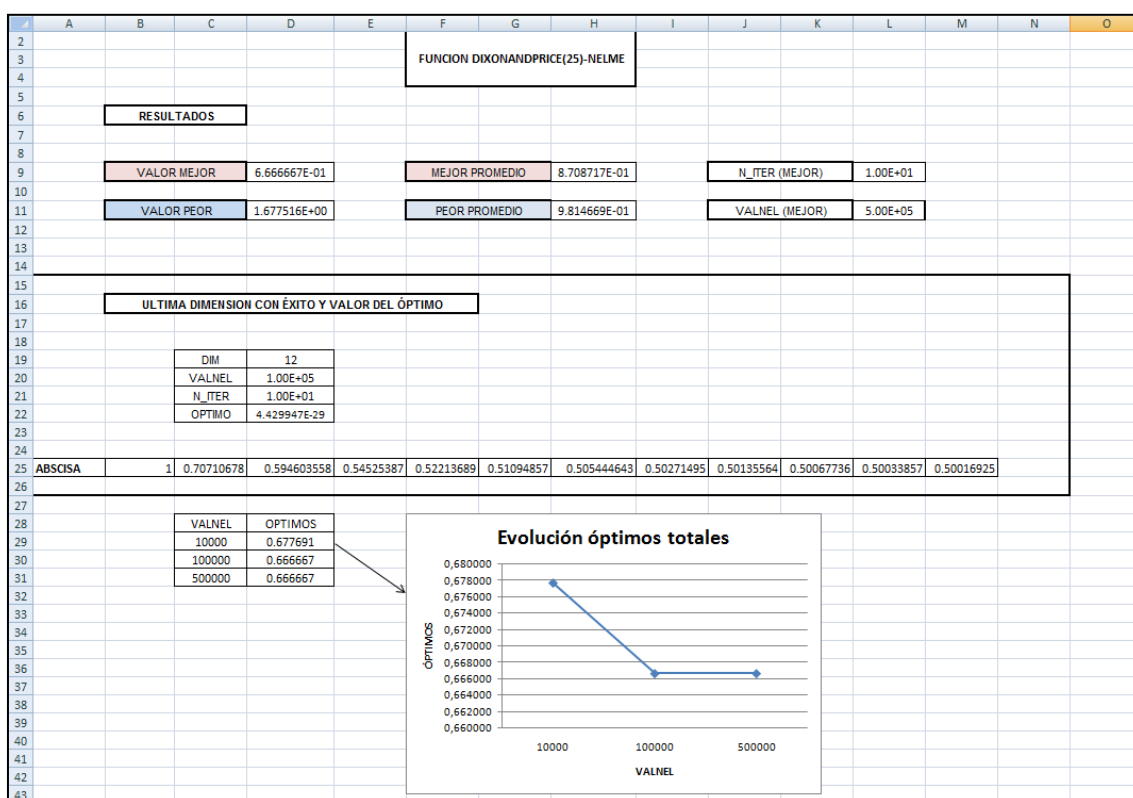 A B C D E F G H I J K L M N O
2
3 FUNCION DIXONANDPRICE(25)-NELME
4
5
6 RESULTADOS
7
8
9 VALOR MEJOR 6.666667E-01 MEJOR PROMEDIO 8.708717E-01 N_ITER (MEJOR) 1.00E+01
10
11 VALOR PEOR 1.677516E+00 PEOR PROMEDIO 9.814669E-01 VALNEL (MEJOR) 5.00E+05
12
13
14
15
16 ULTIMA DIMENSION CON ÉXITO Y VALOR DEL ÓPTIMO
17
18
19 DIM 12
20 VALNEL 1.00E+05
21 N_ITER 1.00E+01
22 OPTIMO 4.429947E-29
23
24
25 ABSCISA 1 0.70710678 0.594603558 0.54525387 0.52213689 0.51094857 0.505444643 0.50271495 0.50135564 0.50067736 0.50033857 0.50016925
26
27
28 VALNEL OPTIMOS
29 10000 0.677691
30 100000 0.666667
31 500000 0.666667
32
33
34
35
36
37
38
39
40
41
42
43
Evolución óptimos totales
ÓPTIMOS
0,680000
0,678000
0,676000
0,674000
0,672000
0,670000
0,668000
0,666000
0,664000
0,662000
0,660000
10000 100000 500000
VALNEL